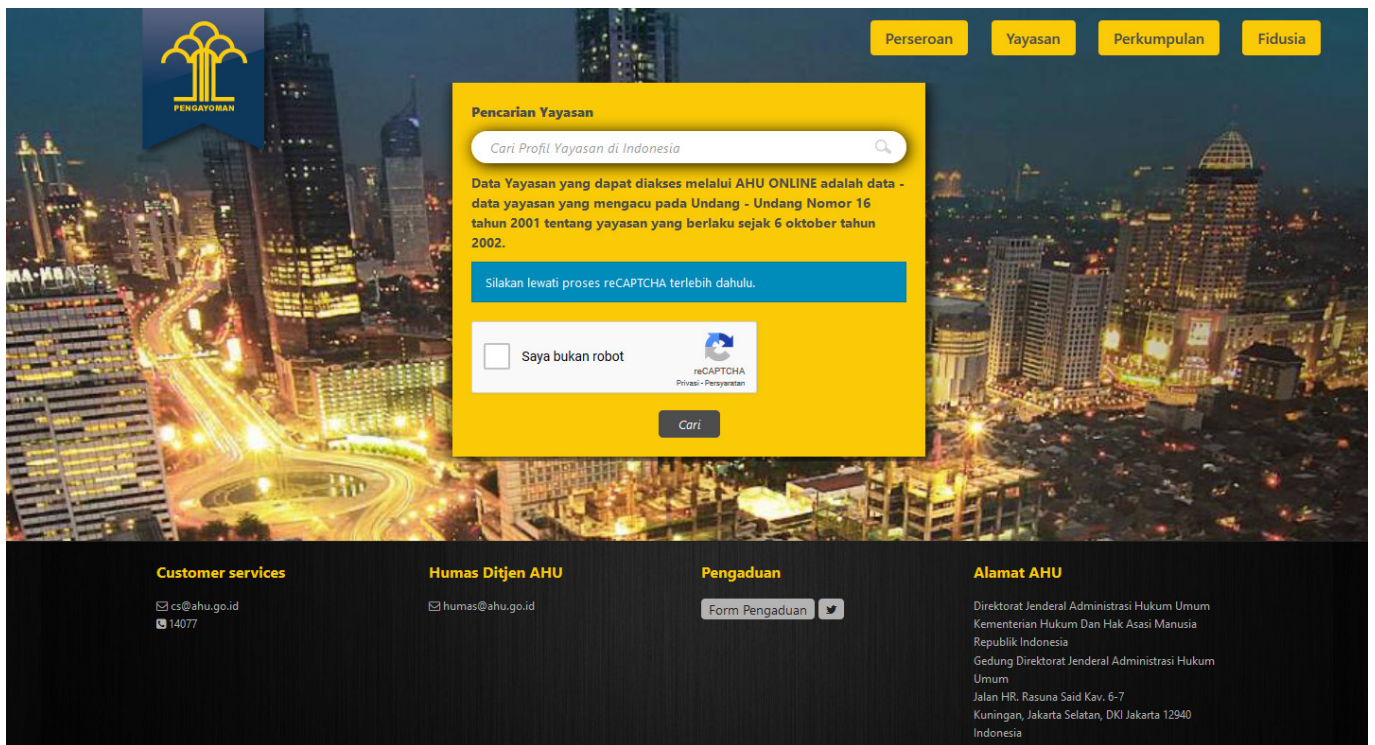 PENGAYOMAN
Perseroan
Yayasan
Perkumpulan
Fidusia
Pencarian Yayasan
Cari Profil Yayasan di Indonesia
Data Yayasan yang dapat diakses melalui AHU ONLINE adalah data -
data yayasan yang mengacu pada Undang - Undang Nomor 16
tahun 2001 tentang yayasan yang berlaku sejak 6 oktober tahun
2002.
Silakan lewati proses reCAPTCHA terlebih dahulu.
Saya bukan robot
reCAPTCHA
Privasi - Persyaratan
Cari
Customer services
cs@ahu.go.id
14077
Humas Ditjen AHU
humas@ahu.go.id
Pengaduan
Form Pengaduan
Alamat AHU
Direktorat Jenderal Administrasi Hukum Umum
Kementerian Hukum Dan Hak Asasi Manusia
Republik Indonesia
Gedung Direktorat Jenderal Administrasi Hukum
Umum
Jalan HR. Rasuna Said Kav. 6-7
Kuningan, Jakarta Selatan, DKI Jakarta 12940
Indonesia